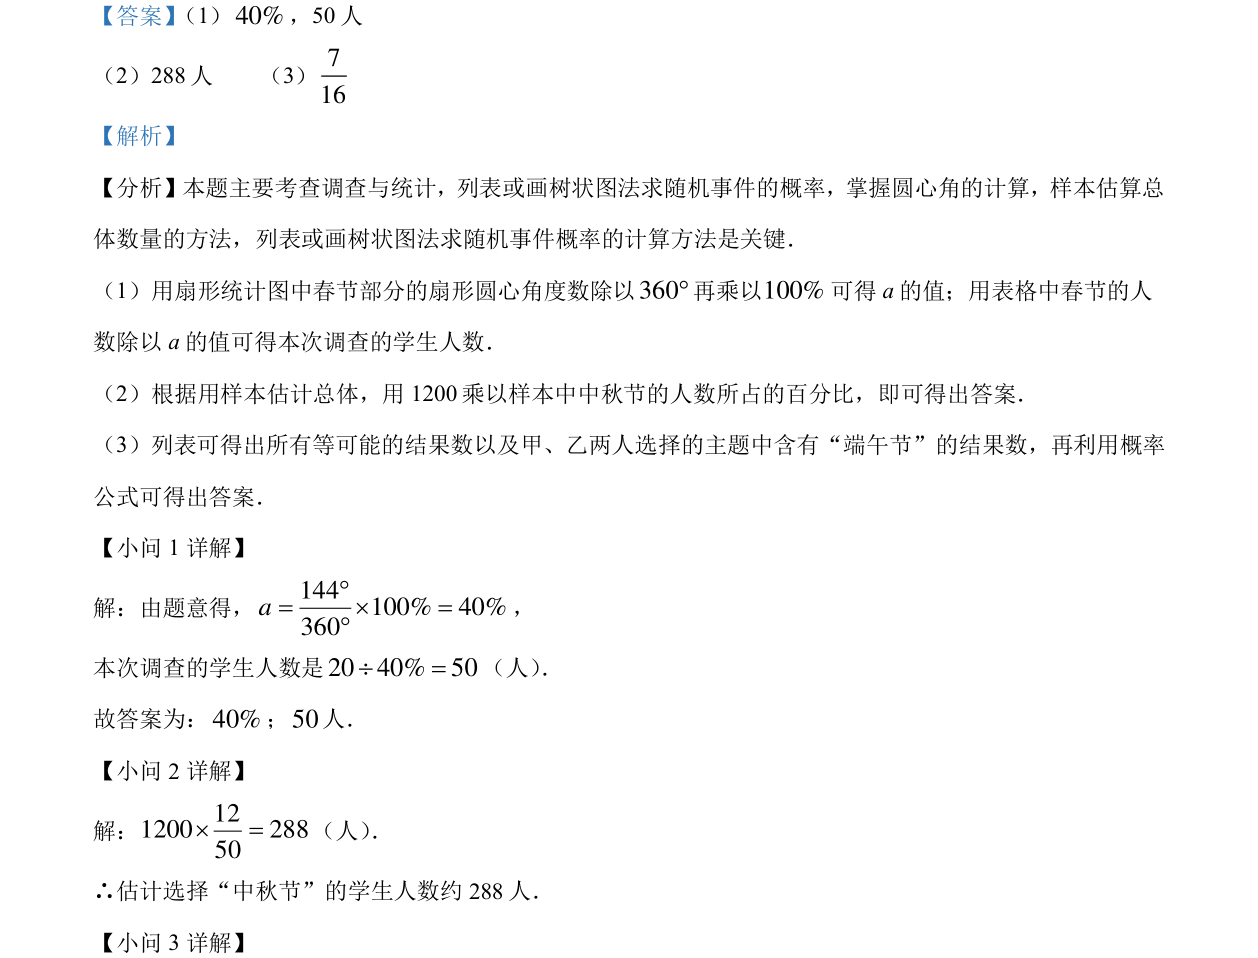 【答案】（1）40%，50 人
（2）288 人 （3）7/16
【解析】
【分析】本题主要考查调查与统计，列表或画树状图法求随机事件的概率，掌握圆心角的计算，样本估算总
体数量的方法，列表或画树状图法求随机事件概率的计算方法是关键．
（1）用扇形统计图中春节部分的扇形圆心角度数除以360°再乘以100% 可得 a 的值；用表格中春节的人
数除以 a 的值可得本次调查的学生人数．
（2）根据用样本估计总体，用 1200 乘以样本中中秋节的人数所占的百分比，即可得出答案．
（3）列表可得出所有等可能的结果数以及甲、乙两人选择的主题中含有“端午节”的结果数，再利用概率
公式可得出答案．
【小问 1 详解】
解：由题意得，a = 144°/360° ×100% = 40%，
本次调查的学生人数是 20÷40% = 50（人）．
故答案为：40%；50 人．
【小问 2 详解】
解：1200× 12/50 = 288（人）．
∴估计选择“中秋节”的学生人数约 288 人．
【小问 3 详解】